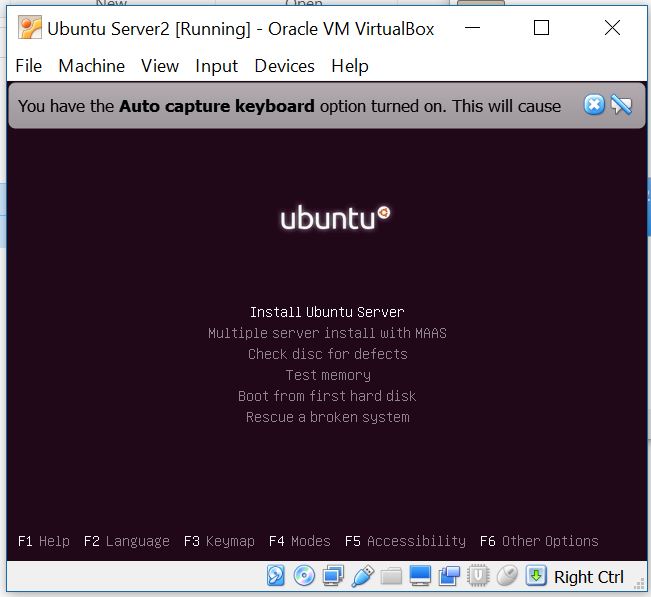 New Open
Ubuntu Server2 [Running] - Oracle VM VirtualBox
File Machine View Input Devices Help
You have the Auto capture keyboard option turned on. This will cause
ubuntu
Install Ubuntu Server
Multiple server install with MAAS
Check disc for defects
Test memory
Boot from first hard disk
Rescue a broken system
F1 Help F2 Language F3 Keymap F4 Modes F5 Accessibility F6 Other Options
Right Ctrl